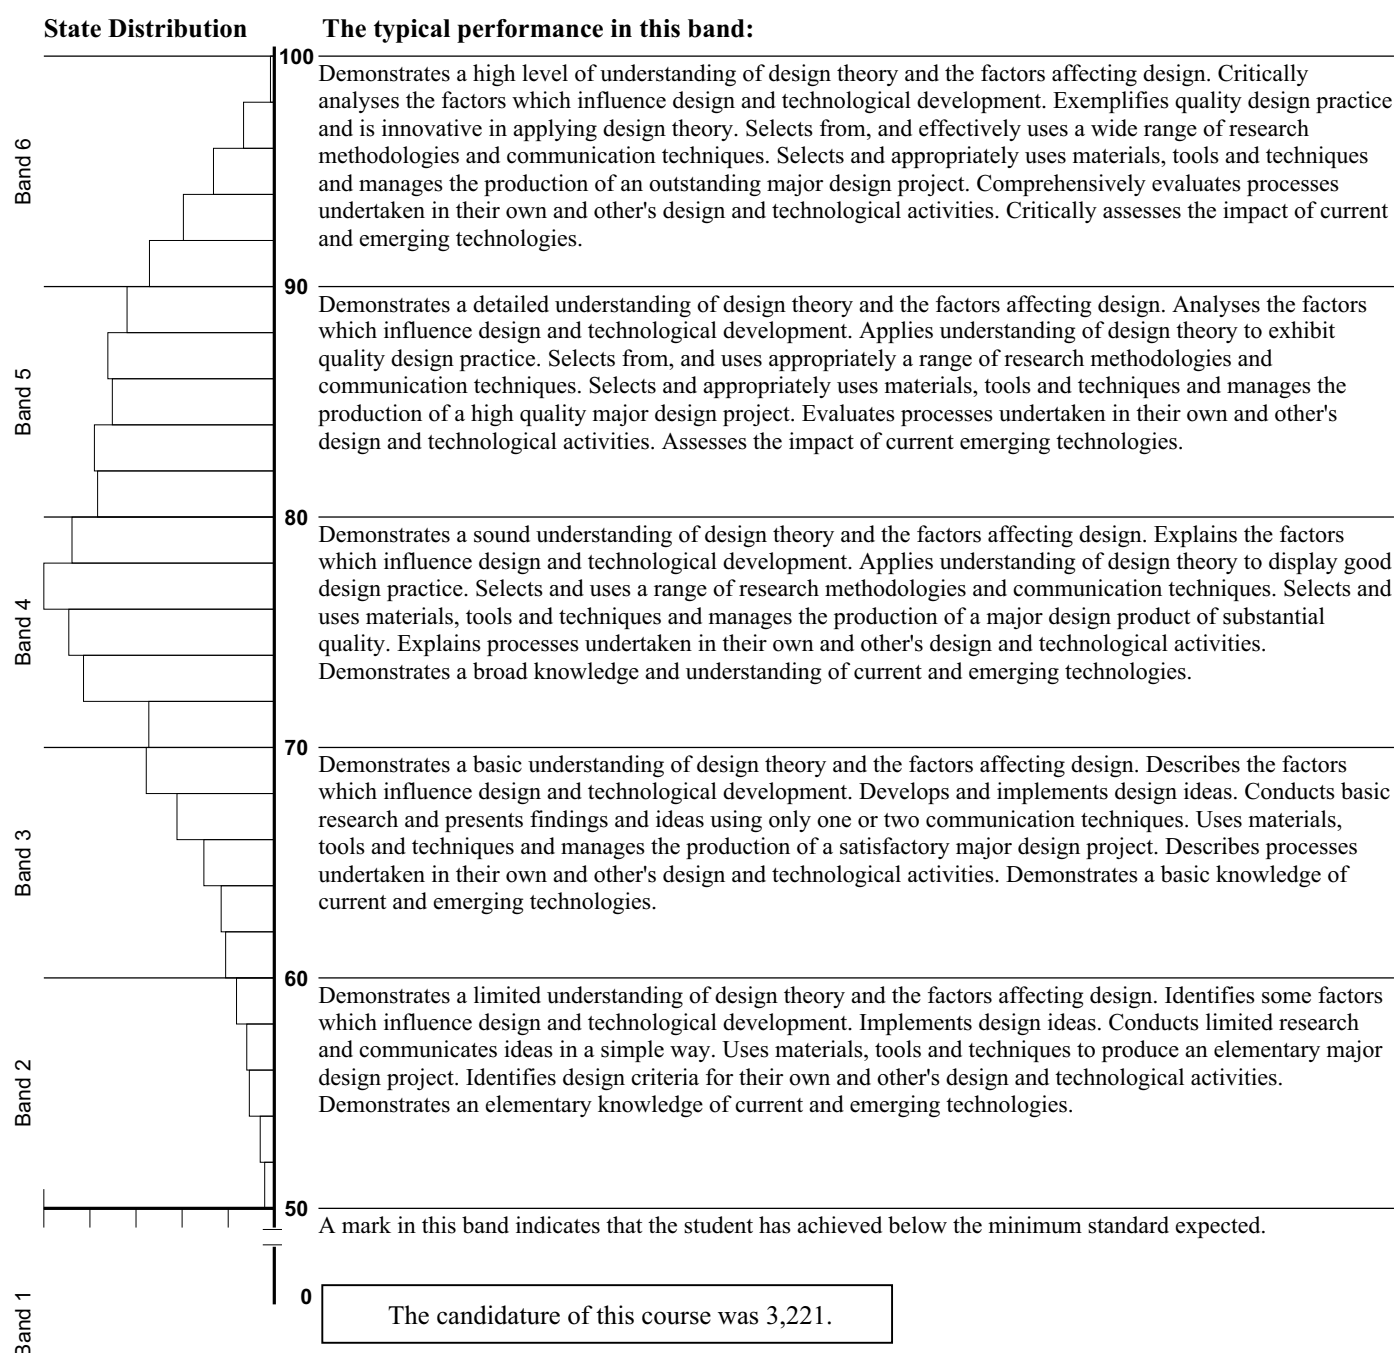 State Distribution
The typical performance in this band:
100
Demonstrates a high level of understanding of design theory and the factors affecting design. Critically
analyses the factors which influence design and technological development. Exemplifies quality design practice
and is innovative in applying design theory. Selects from, and effectively uses a wide range of research
methodologies and communication techniques. Selects and appropriately uses materials, tools and techniques
and manages the production of an outstanding major design project. Comprehensively evaluates processes
undertaken in their own and other's design and technological activities. Critically assesses the impact of current
and emerging technologies.
Band 6
90
Demonstrates a detailed understanding of design theory and the factors affecting design. Analyses the factors
which influence design and technological development. Applies understanding of design theory to exhibit
quality design practice. Selects from, and uses appropriately a range of research methodologies and
communication techniques. Selects and appropriately uses materials, tools and techniques and manages the
production of a high quality major design project. Evaluates processes undertaken in their own and other's
design and technological activities. Assesses the impact of current emerging technologies.
Band 5
80
Demonstrates a sound understanding of design theory and the factors affecting design. Explains the factors
which influence design and technological development. Applies understanding of design theory to display good
design practice. Selects and uses a range of research methodologies and communication techniques. Selects and
uses materials, tools and techniques and manages the production of a major design product of substantial
quality. Explains processes undertaken in their own and other's design and technological activities.
Demonstrates a broad knowledge and understanding of current and emerging technologies.
Band 4
70
Demonstrates a basic understanding of design theory and the factors affecting design. Describes the factors
which influence design and technological development. Develops and implements design ideas. Conducts basic
research and presents findings and ideas using only one or two communication techniques. Uses materials,
tools and techniques and manages the production of a satisfactory major design project. Describes processes
undertaken in their own and other's design and technological activities. Demonstrates a basic knowledge of
current and emerging technologies.
Band 3
60
Demonstrates a limited understanding of design theory and the factors affecting design. Identifies some factors
which influence design and technological development. Implements design ideas. Conducts limited research
and communicates ideas in a simple way. Uses materials, tools and techniques to produce an elementary major
design project. Identifies design criteria for their own and other's design and technological activities.
Demonstrates an elementary knowledge of current and emerging technologies.
Band 2
50
A mark in this band indicates that the student has achieved below the minimum standard expected.
0
The candidature of this course was 3,221.
Band 1